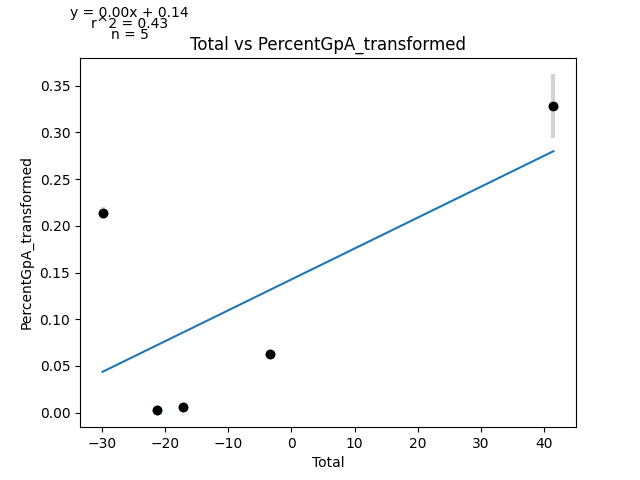 y = 0.00x + 0.14
r^2 = 0.43
n = 5
Total vs PercentGpA_transformed
0.35
0.30
0.25
0.20
0.15
0.10
0.05
0.00
PercentGpA_transformed
−30
−20
−10
0
10
20
30
40
Total